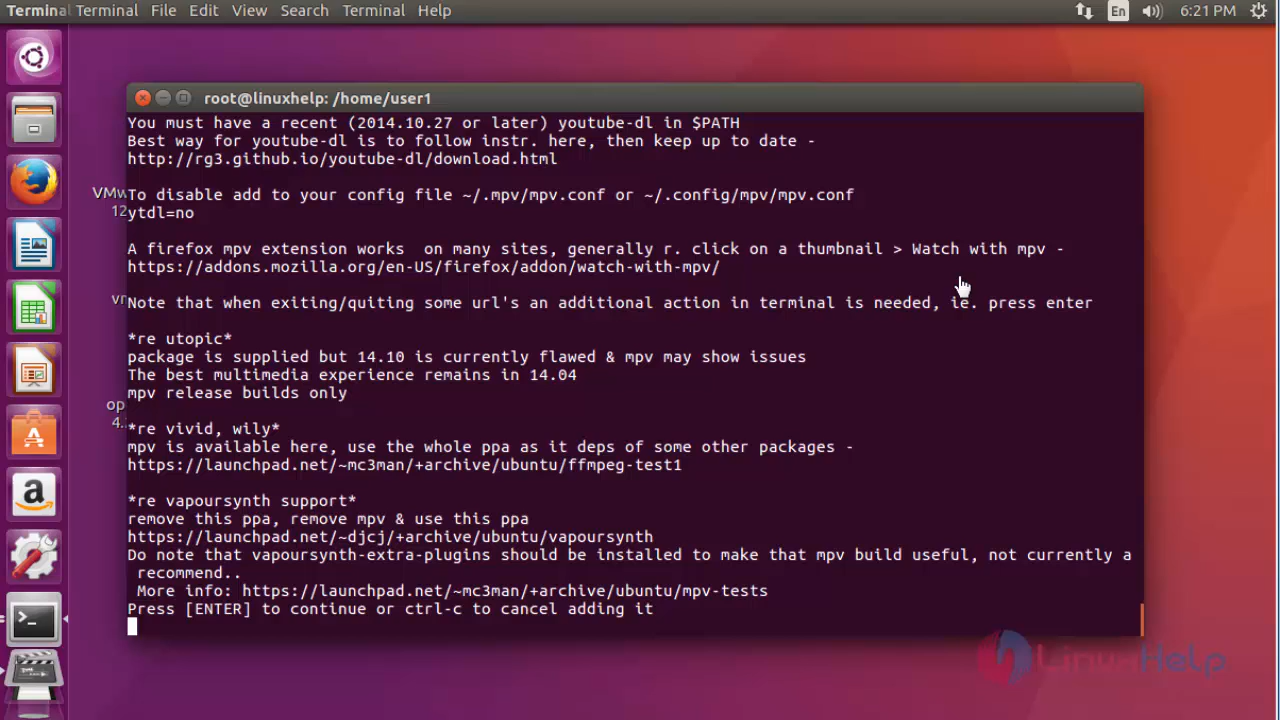 Terminal Terminal File Edit View Search Terminal Help En 6:21 PM
root@linuxhelp: /home/user1
You must have a recent (2014.10.27 or later) youtube-dl in $PATH
Best way for youtube-dl is to follow instr. here, then keep up to date -
http://rg3.github.io/youtube-dl/download.html
To disable add to your config file ~/.mpv/mpv.conf or ~/.config/mpv/mpv.conf
VMw
12
ytdl=no
A firefox mpv extension works  on many sites, generally r. click on a thumbnail > Watch with mpv -
https://addons.mozilla.org/en-US/firefox/addon/watch-with-mpv/
Note that when exiting/quiting some url's an additional action in terminal is needed, ie. press enter
*re utopic*
package is supplied but 14.10 is currently flawed & mpv may show issues
The best multimedia experience remains in 14.04
mpv release builds only
op
4.
*re vivid, wily*
mpv is available here, use the whole ppa as it deps of some other packages -
https://launchpad.net/~mc3man/+archive/ubuntu/ffmpeg-test1
*re vapoursynth support*
remove this ppa, remove mpv & use this ppa
https://launchpad.net/~djcj/+archive/ubuntu/vapoursynth
Do note that vapoursynth-extra-plugins should be installed to make that mpv build useful, not currently a
 recommend..
 More info: https://launchpad.net/~mc3man/+archive/ubuntu/mpv-tests
Press [ENTER] to continue or ctrl-c to cancel adding it
LinuxHelp